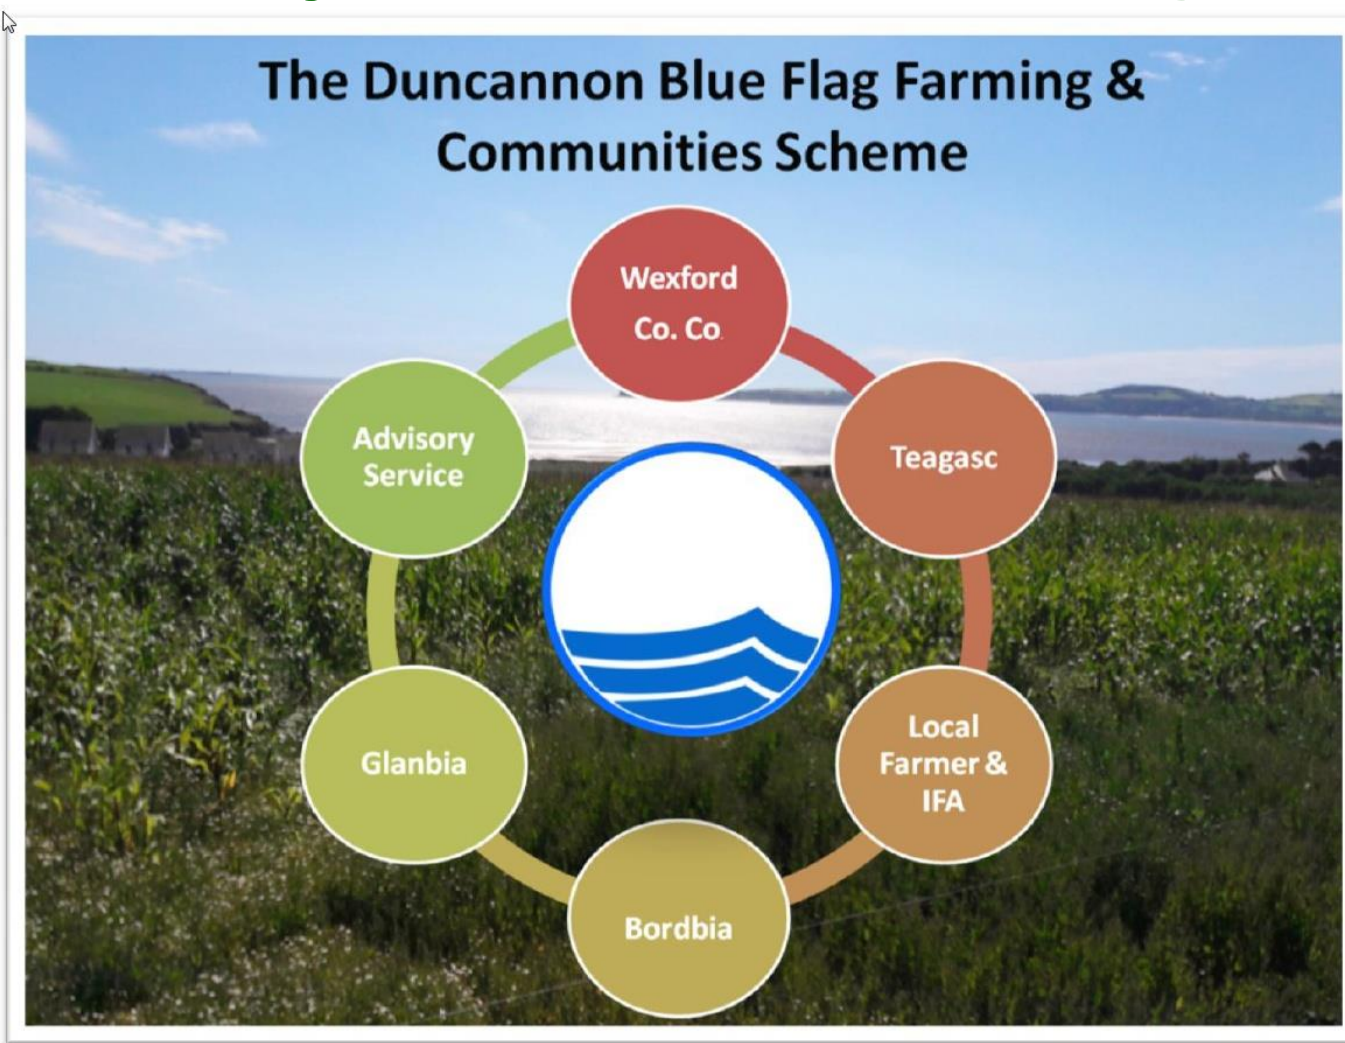 The Duncannon Blue Flag Farming &
Communities Scheme
Wexford
Co. Co.
Teagasc
Local
Farmer &
IFA
Bordbia
Glanbia
Advisory
Service